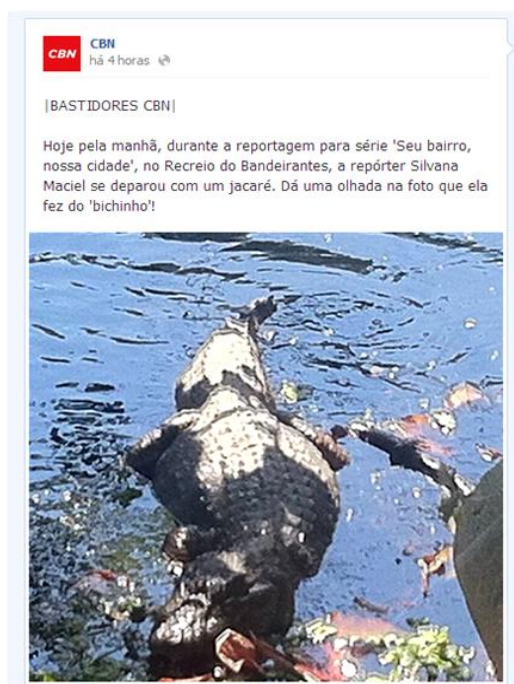 CBN
CBN
há 4 horas
|BASTIDORES CBN|
Hoje pela manhã, durante a reportagem para série 'Seu bairro,
nossa cidade', no Recreio do Bandeirantes, a repórter Silvana
Maciel se deparou com um jacaré. Dá uma olhada na foto que ela
fez do 'bichinho'!